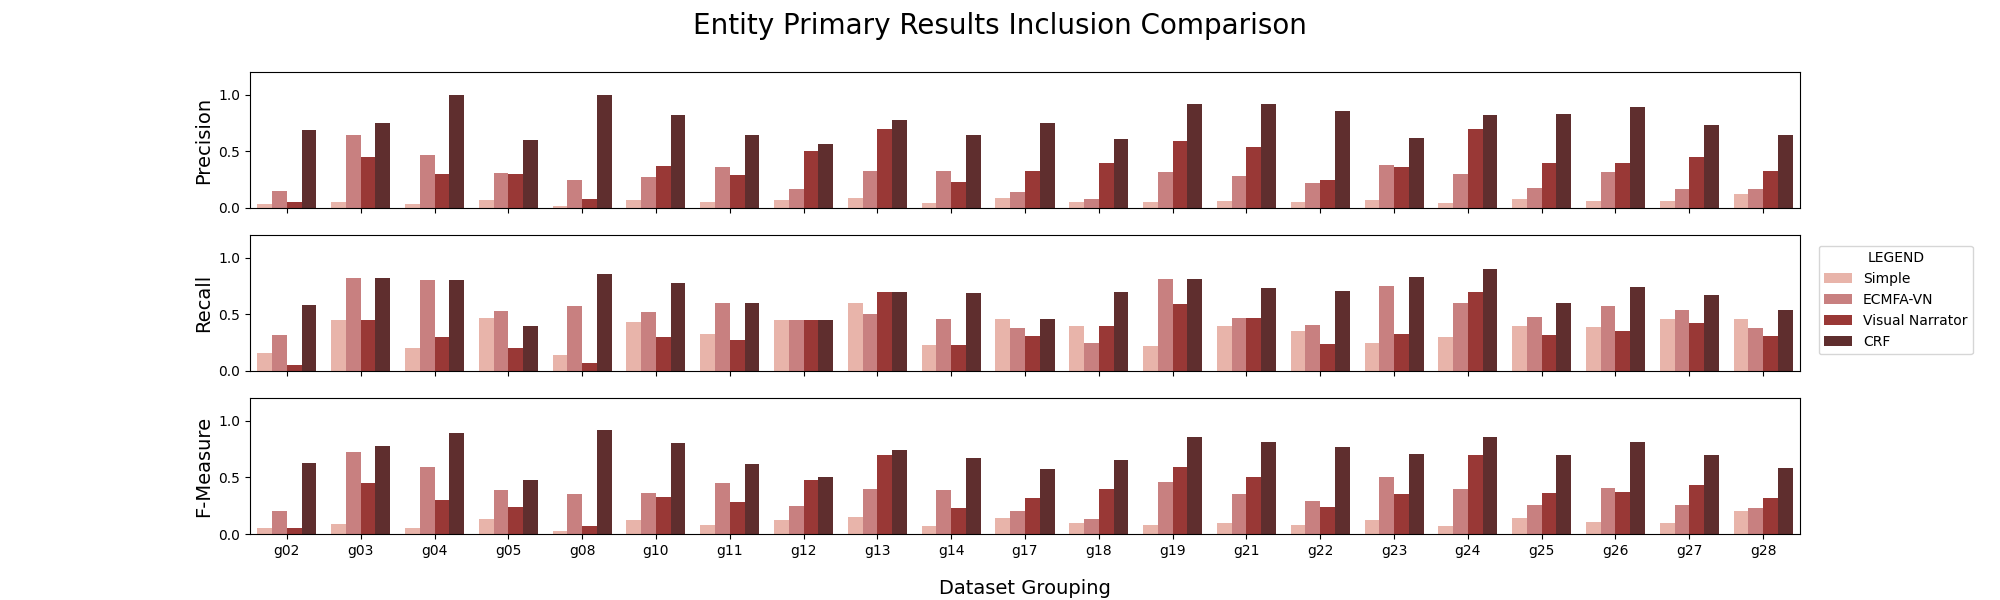 Entity Primary Results Inclusion Comparison
Precision
1.0
0.5
0.0
Recall
1.0
0.5
0.0
LEGEND
Simple
ECMFA-VN
Visual Narrator
CRF
F-Measure
1.0
0.5
0.0
g02 g03 g04 g05 g08 g10 g11 g12 g13 g14 g17 g18 g19 g21 g22 g23 g24 g25 g26 g27 g28
Dataset Grouping